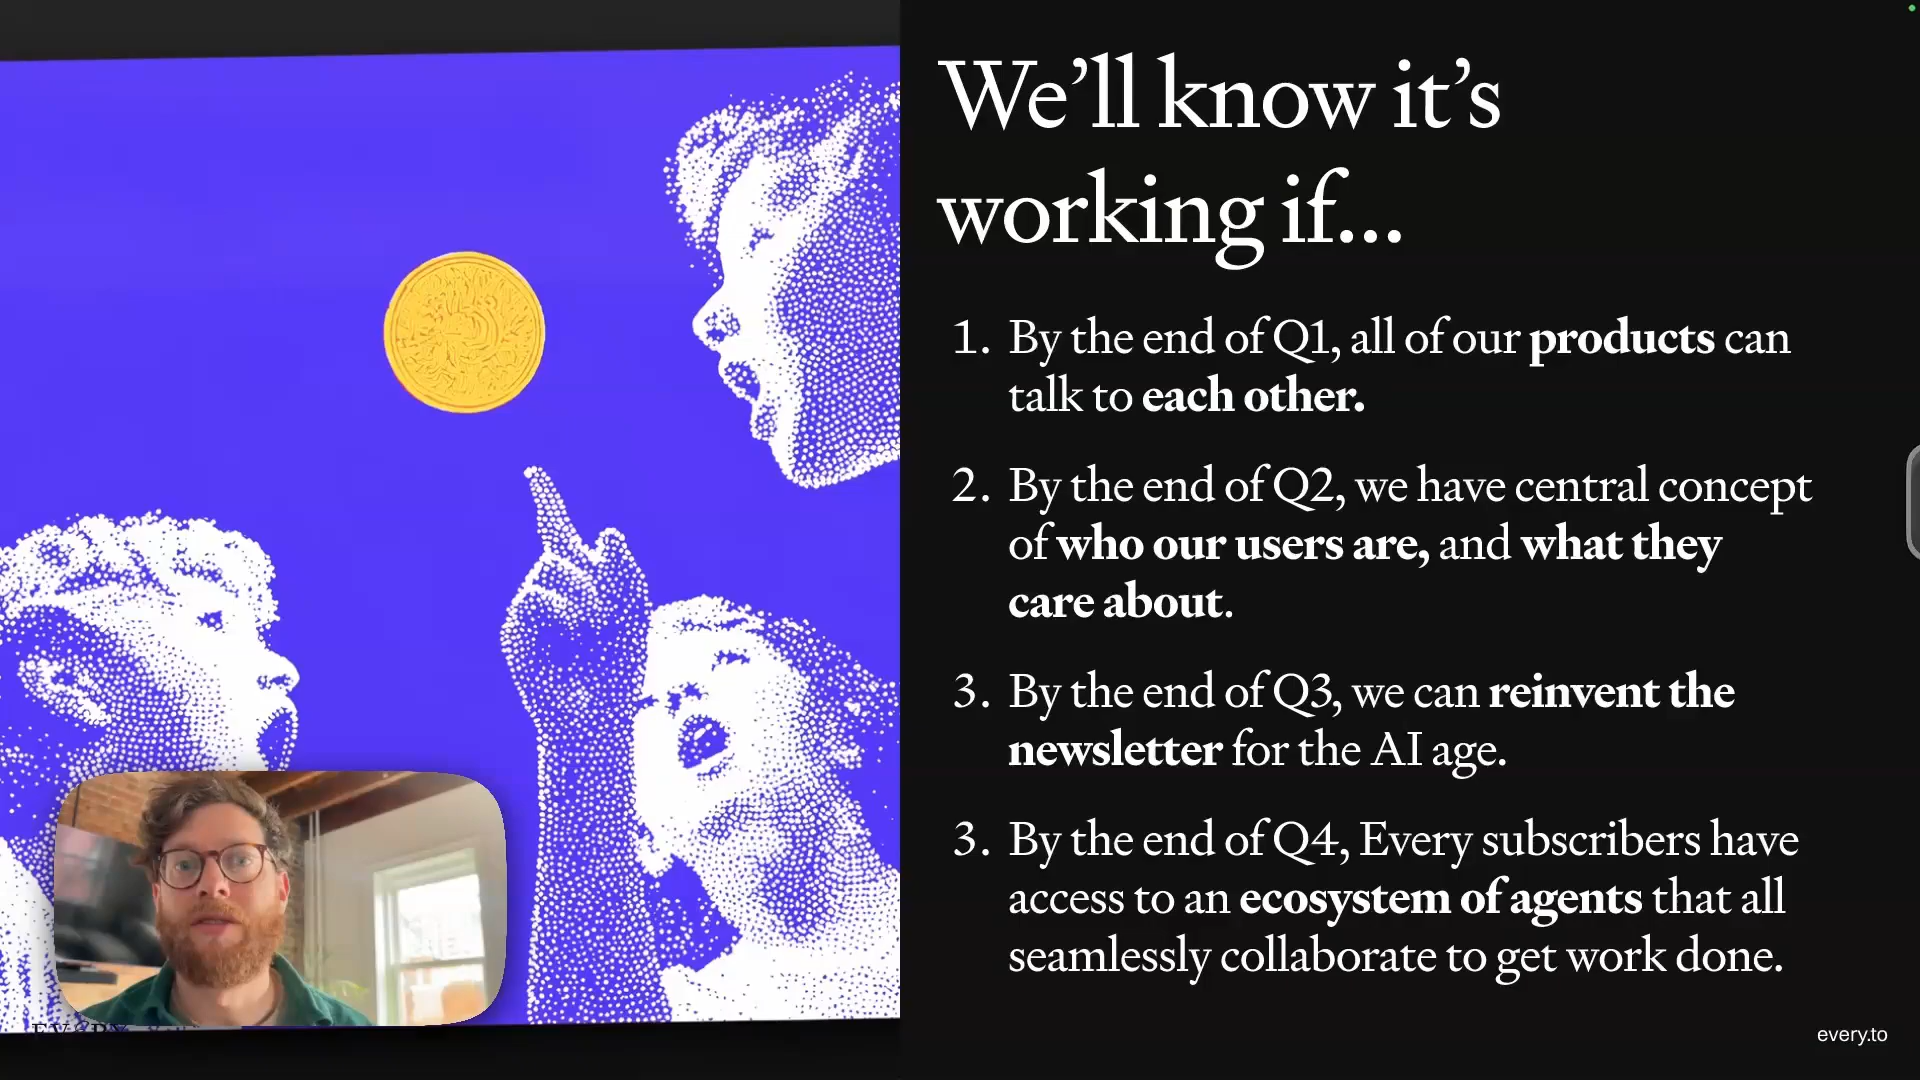 We’ll know it’s
working if...
1. By the end of Q1, all of our products can
talk to each other.
2. By the end of Q2, we have central concept
of who our users are, and what they
care about.
3. By the end of Q3, we can reinvent the
newsletter for the AI age.
3. By the end of Q4, Every subscribers have
access to an ecosystem of agents that all
seamlessly collaborate to get work done.
every.to